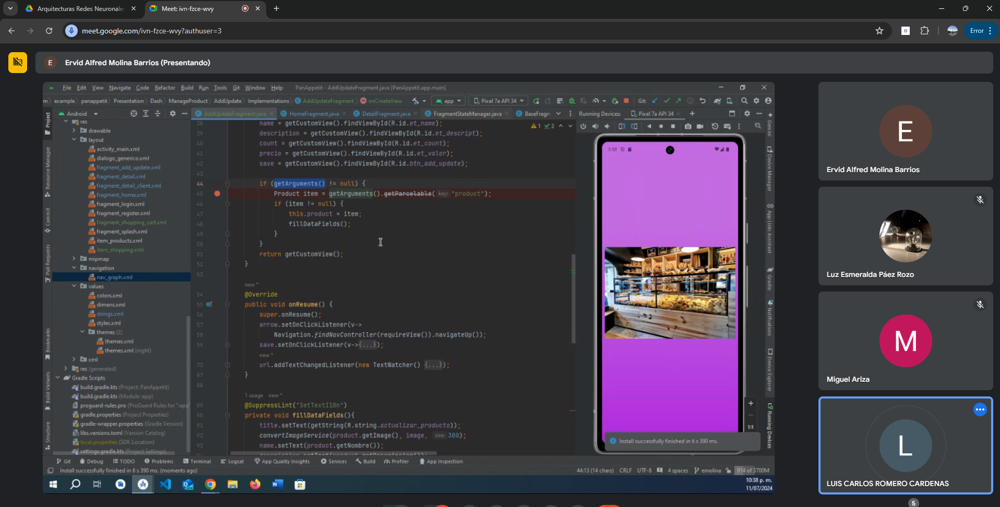 Arquitecturas Redes Neuronale
Meet: ivn-fzce-wvy
meet.google.com/ivn-fzce-wvy?authuser=3
B
Error
E
Ervid Alfred Molina Barrios (Presentando)
File Edit View Navigate Code Refactor Build Run Tools Git Window Help PanAppetit - AddUpdateFragment.java [PanAppetit.app.main]
m example panappetit Presentation Dash ManageProduct AddUpdate Implementations AddUpdateFragment onCreateView app Pixel 7a API 34 Git:
Android
AddUpdateFragment.java HomeFragment.java DetailFragment.java FragmentStateManager.java BaseFragm Running Devices: Pixel 7a API 34
Project
Resource Manager
Commit
Pull Requests
Bookmarks
Build Variants
Structure
res
drawable
layout
activity_main.xml
dialogo_generico.xml
fragment_add_update.xml
fragment_detail.xml
fragment_detail_client.xml
fragment_home.xml
fragment_login.xml
fragment_register.xml
fragment_shopping_cart.xml
fragment_splash.xml
item_products.xml
item_shopping.xml
mipmap
navigation
nav_graph.xml
values
colors.xml
dimens.xml
strings.xml
styles.xml
themes (2)
themes.xml
themes.xml (night)
xml
res (generated)
Gradle Scripts
build.gradle.kts (Project: PanAppetit)
build.gradle.kts (Module :app)
proguard-rules.pro (ProGuard Rules for ":app"
gradle.properties (Project Properties)
gradle-wrapper.properties (Gradle Version)
libs.versions.toml (Version Catalog)
local.properties (SDK Location)
settings.gradle.kts (Project Settings)
1 3
38 name = getCustomView().findViewById(R.id.et_name);
39 description = getCustomView().findViewById(R.id.et_descript);
40 count = getCustomView().findViewById(R.id.et_count);
41 precio = getCustomView().findViewById(R.id.et_valor);
42 save = getCustomView().findViewById(R.id.btn_add_update);
43
44 if (getArguments() != null) {
45 Product item = getArguments().getParcelable( key: "product");
46 if (item != null) {
47 this.product = item;
48 fillDataFields();
49 }
50 }
51 return getCustomView();
52 }
53
new *
54 @Override
55 public void onResume() {
56 super.onResume();
57 arrow.setOnClickListener(v->
58 Navigation.findNavController(requireView()).navigateUp());
59 save.setOnClickListener(v->{...});
new *
73 url.addTextChangedListener(new TextWatcher() {...});
87 }
88
1 usage new *
89 @SuppressLint("SetTextI18n")
90 private void fillDataFields(){
91 title.setText(getString(R.string.actualizar_producto));
92 convertImageService(product.getImage(), image, size: 300);
93 name.setText(product.getNombre());
3:38
1:1
Install successfully finished in 6 s 390 ms.
Gemini
Device Manager
App Links Assistant
Gradle
Notifications
Device Explorer
Running Devices
Git Debug TODO Problems Terminal Logcat App Quality Insights Services Build Profiler App Inspection
Install successfully finished in 6 s 390 ms. (moments ago)
44:13 (14 chars) CRLF UTF-8 4 spaces emolina 914 of 3700M
10:38 p. m.
11/07/2024
E
Ervid Alfred Molina Barrios
Luz Esmeralda Páez Rozo
M
Miguel Ariza
L
LUIS CARLOS ROMERO CARDENAS
5